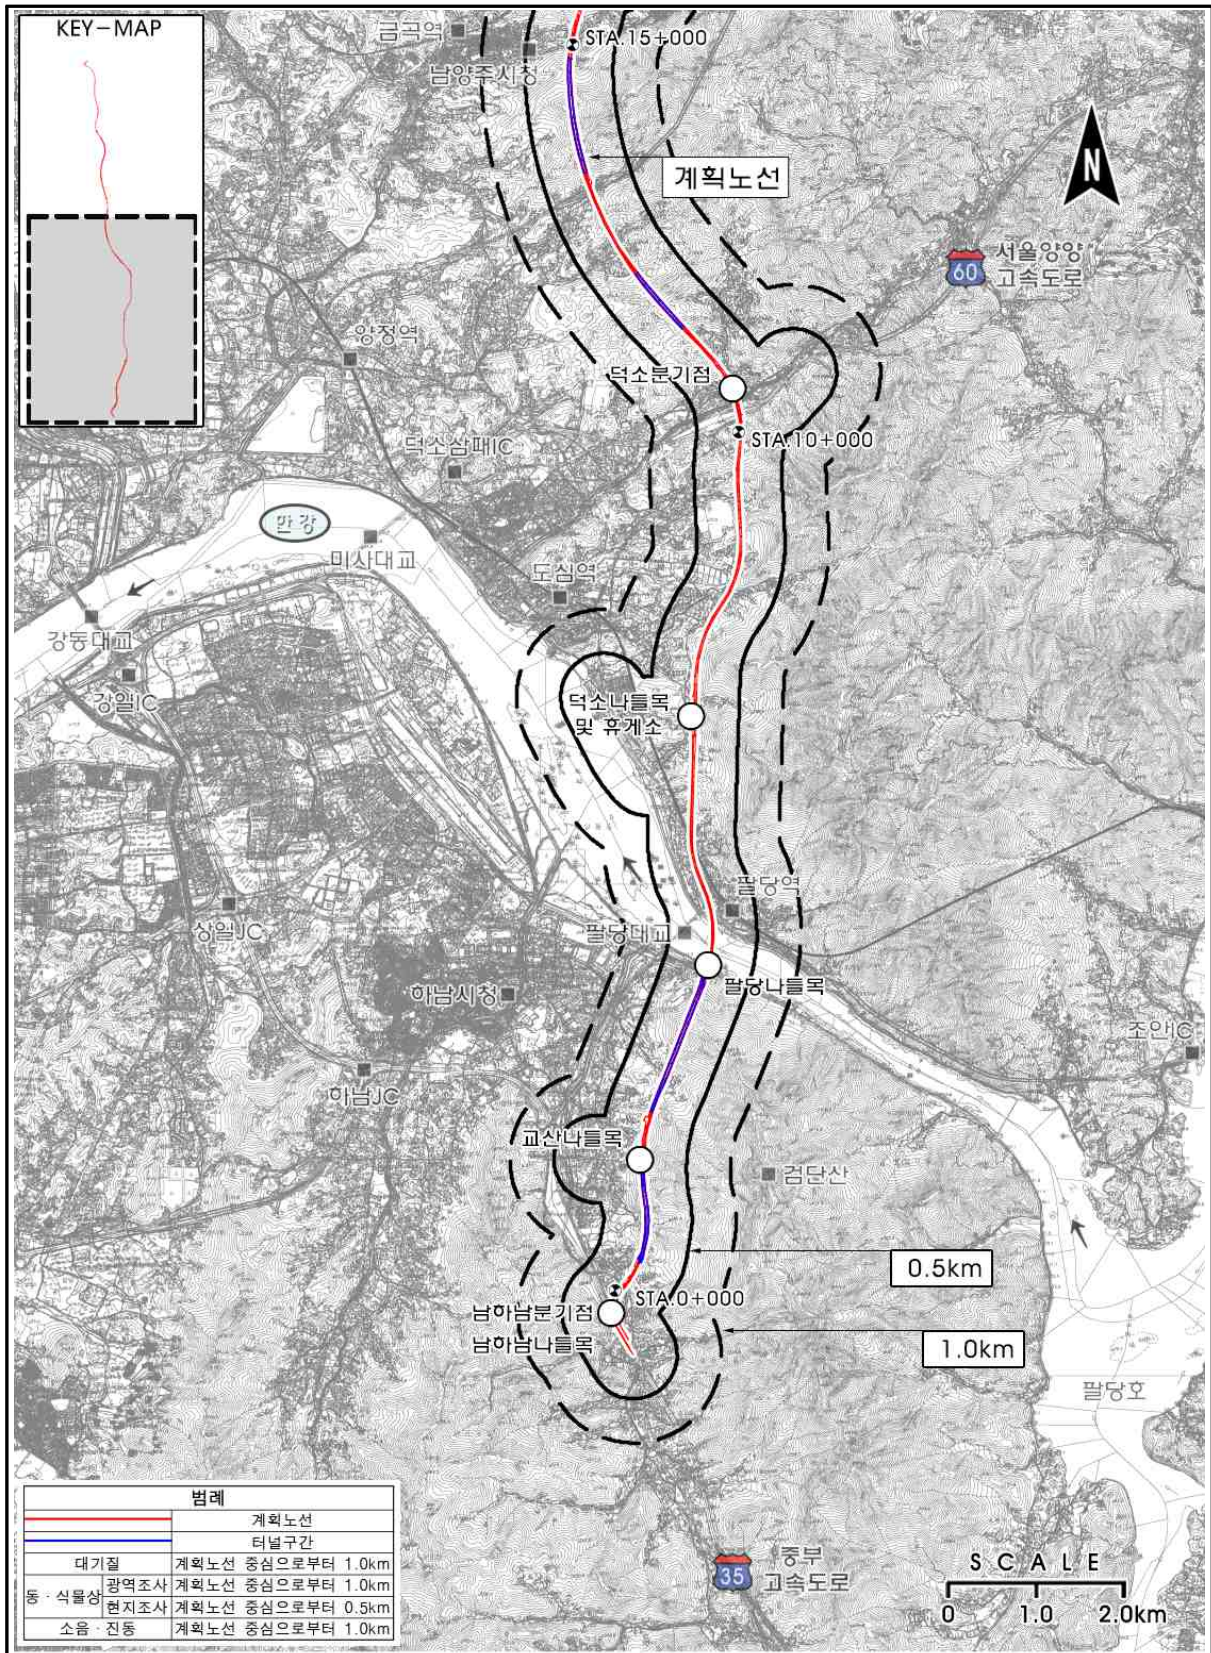 KEY-MAP
금곡역
STA.15+000
남양주시청
계획노선
N
60
서울양양
고속도로
양정역
덕소분기점
STA.10+000
덕소삼패IC
한강
미사대교
도심역
강동대교
강일IC
덕소나들목
및 휴게소
팔당역
상일JC
팔당대교
하남시청
팔당나들목
조안IC
하남JC
교산나들목
검단산
0.5km
STA.0+000
남하남분기점
남하남나들목
1.0km
팔당호
범례
계획노선
터널구간
대기질 계획노선 중심으로부터 1.0km
동·식물상 광역조사 계획노선 중심으로부터 1.0km
현지조사 계획노선 중심으로부터 0.5km
소음·진동 계획노선 중심으로부터 1.0km
35
중부
고속도로
SCALE
0 1.0 2.0km